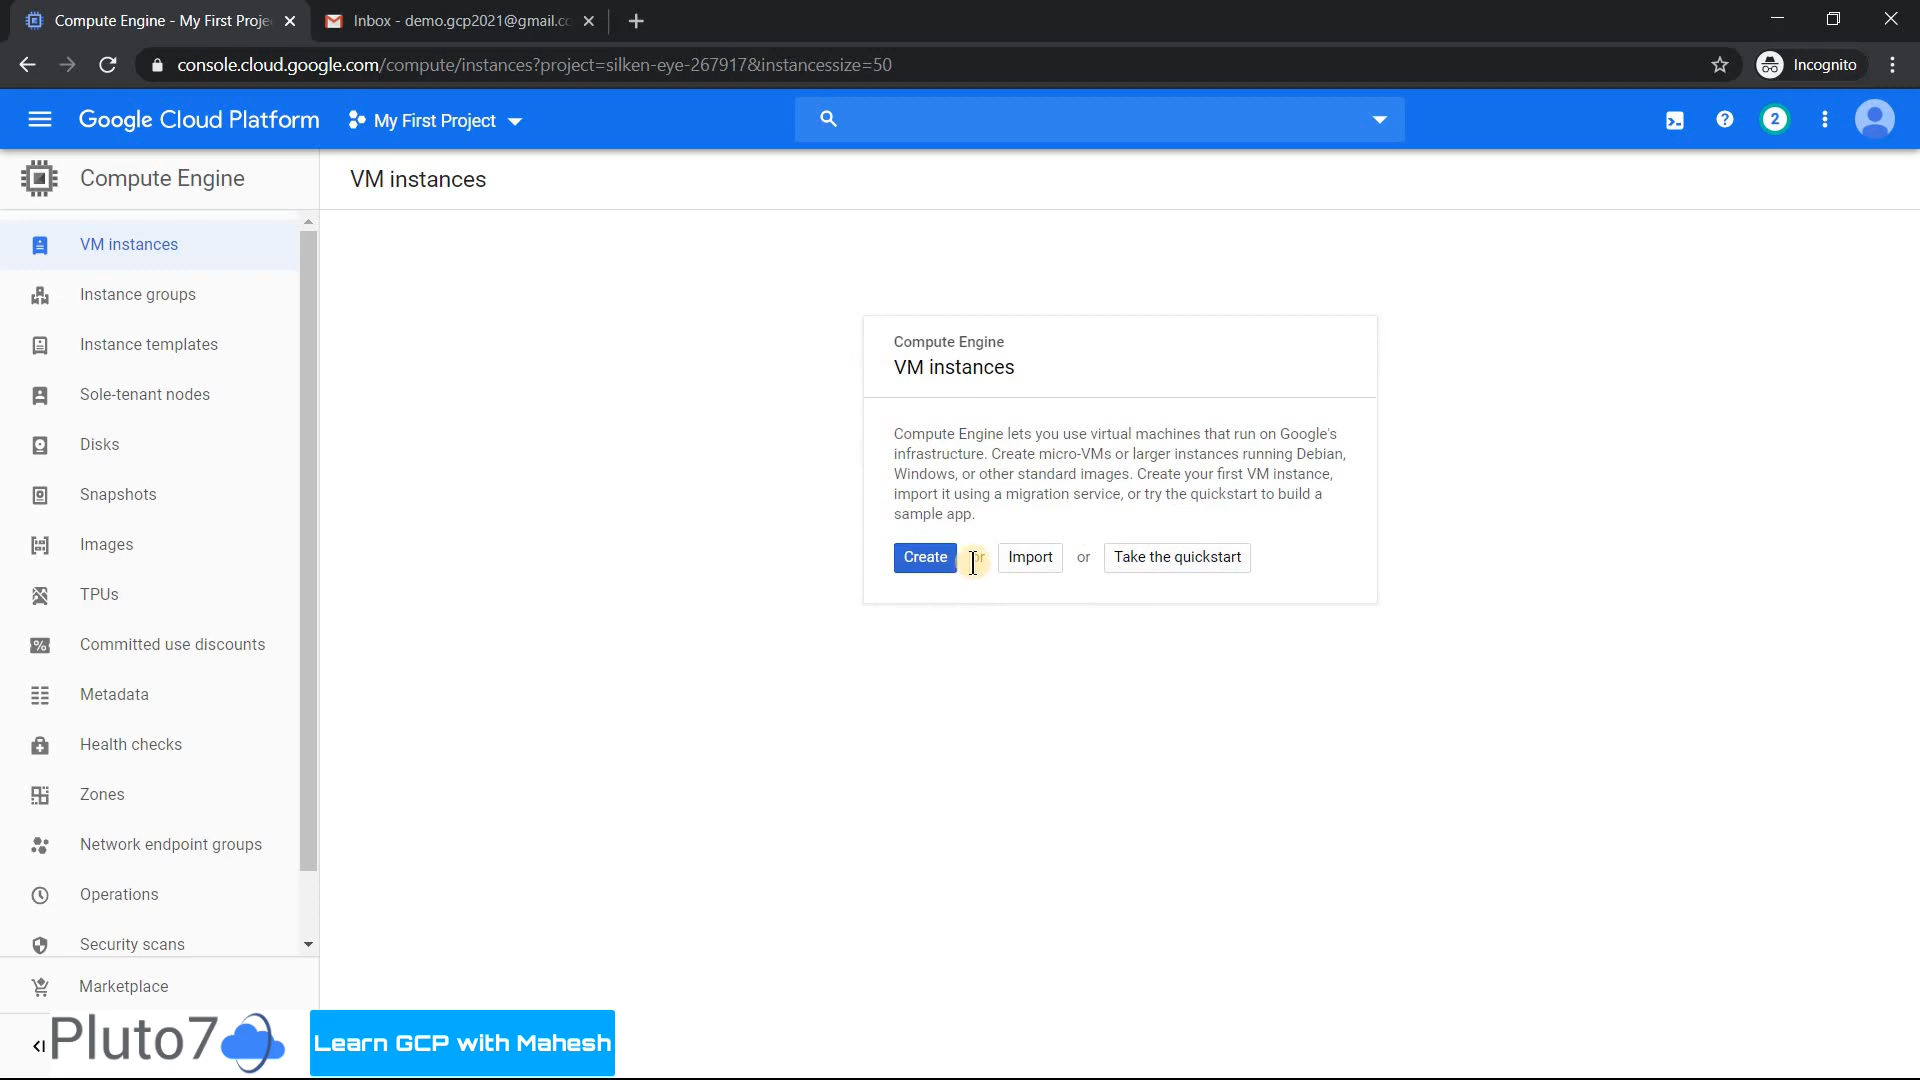 Compute Engine - My First Proje
Inbox - demo.gcp2021@gmail.co
console.cloud.google.com/compute/instances?project=silken-eye-267917&instancessize=50
Incognito
Google Cloud Platform
My First Project
2
Compute Engine
VM instances
VM instances
Instance groups
Instance templates
Sole-tenant nodes
Disks
Snapshots
Images
TPUs
Committed use discounts
Metadata
Health checks
Zones
Network endpoint groups
Operations
Security scans
Marketplace
Compute Engine
VM instances
Compute Engine lets you use virtual machines that run on Google's
infrastructure. Create micro-VMs or larger instances running Debian,
Windows, or other standard images. Create your first VM instance,
import it using a migration service, or try the quickstart to build a
sample app.
Create or Import or Take the quickstart
Pluto7
Learn GCP with Mahesh